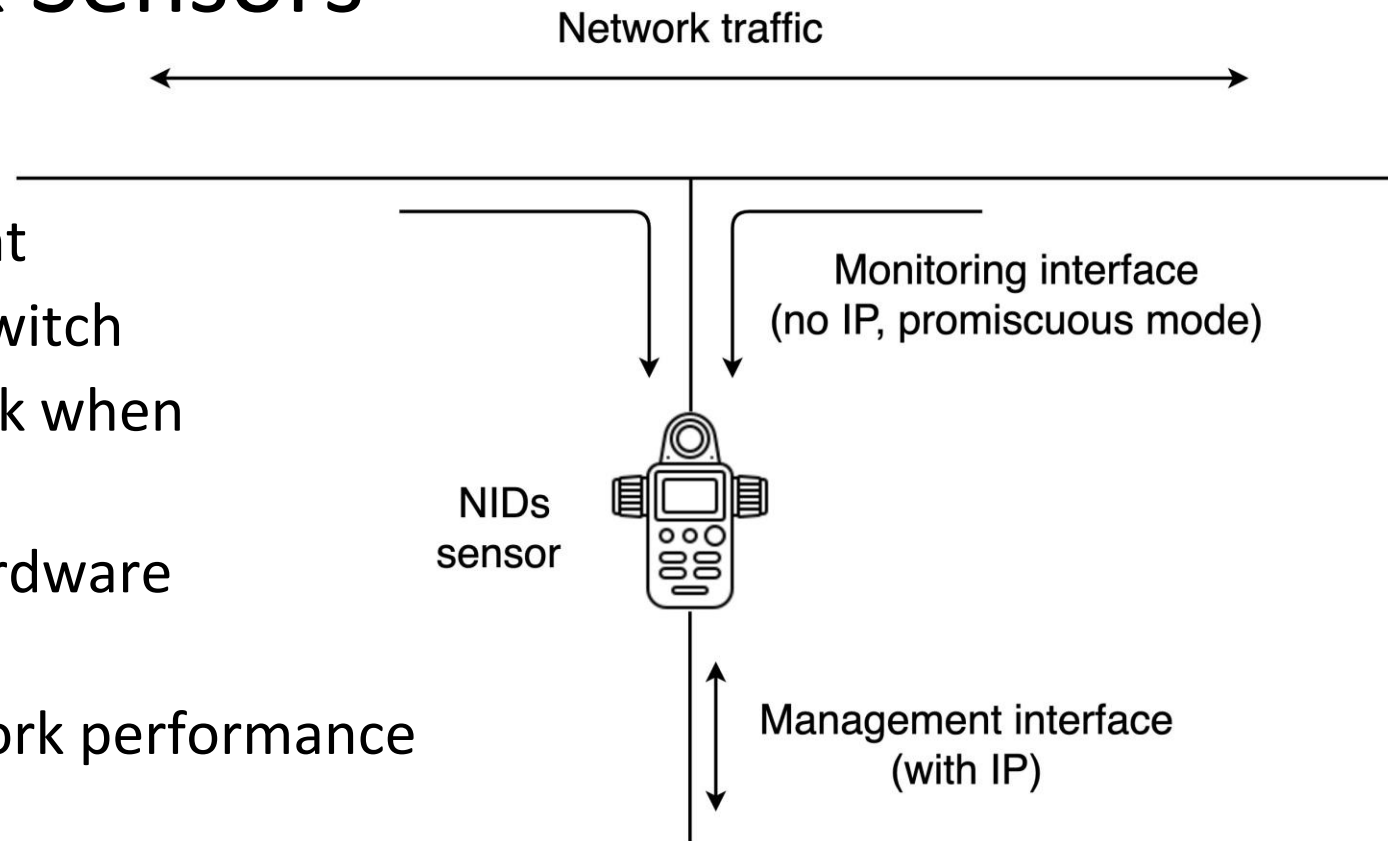 Sensors
Network traffic
Monitoring interface
(no IP, promiscuous mode)
witch
k when
NIDs
sensor
rdware
ork performance
Management interface
(with IP)